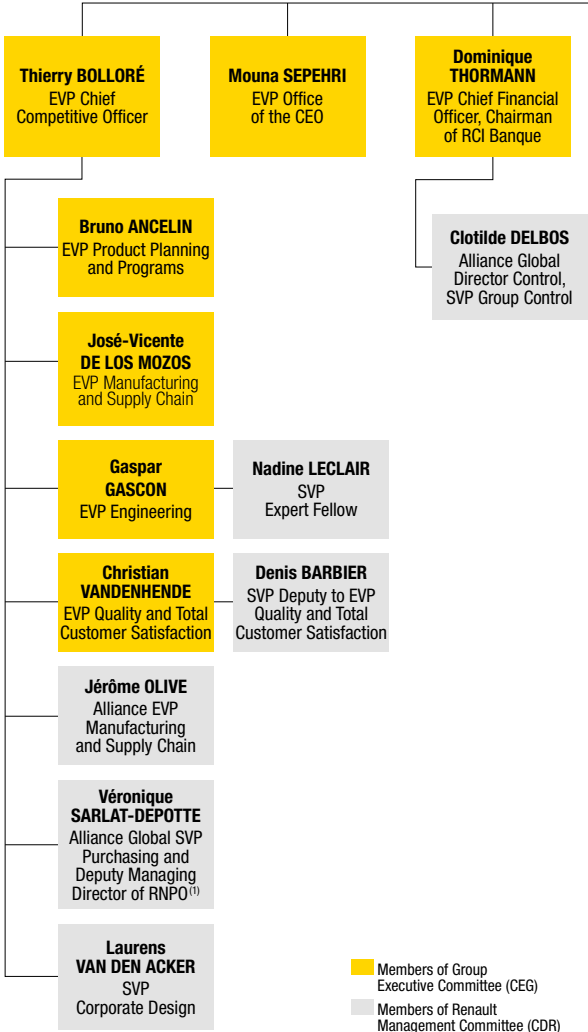 Thierry BOLLORÉ
EVP Chief
Competitive Officer
Mouna SEPEHRI
EVP Office
of the CEO
Dominique
THORMANN
EVP Chief Financial
Officer, Chairman
of RCI Banque
Bruno ANCELIN
EVP Product Planning
and Programs
Clotilde DELBOS
Alliance Global
Director Control,
SVP Group Control
José-Vicente
DE LOS MOZOS
EVP Manufacturing
and Supply Chain
Gaspar
GASCON
EVP Engineering
Nadine LECLAIR
SVP
Expert Fellow
Christian
VANDENHENDE
EVP Quality and Total
Customer Satisfaction
Denis BARBIER
SVP Deputy to EVP
Quality and Total
Customer Satisfaction
Jérôme OLIVE
Alliance EVP
Manufacturing
and Supply Chain
Véronique
SARLAT-DEPOTTE
Alliance Global SVP
Purchasing and
Deputy Managing
Director of RNPO(1)
Laurens
VAN DEN ACKER
SVP
Corporate Design
Members of Group
Executive Committee (CEG)
Members of Renault
Management Committee (CDR)